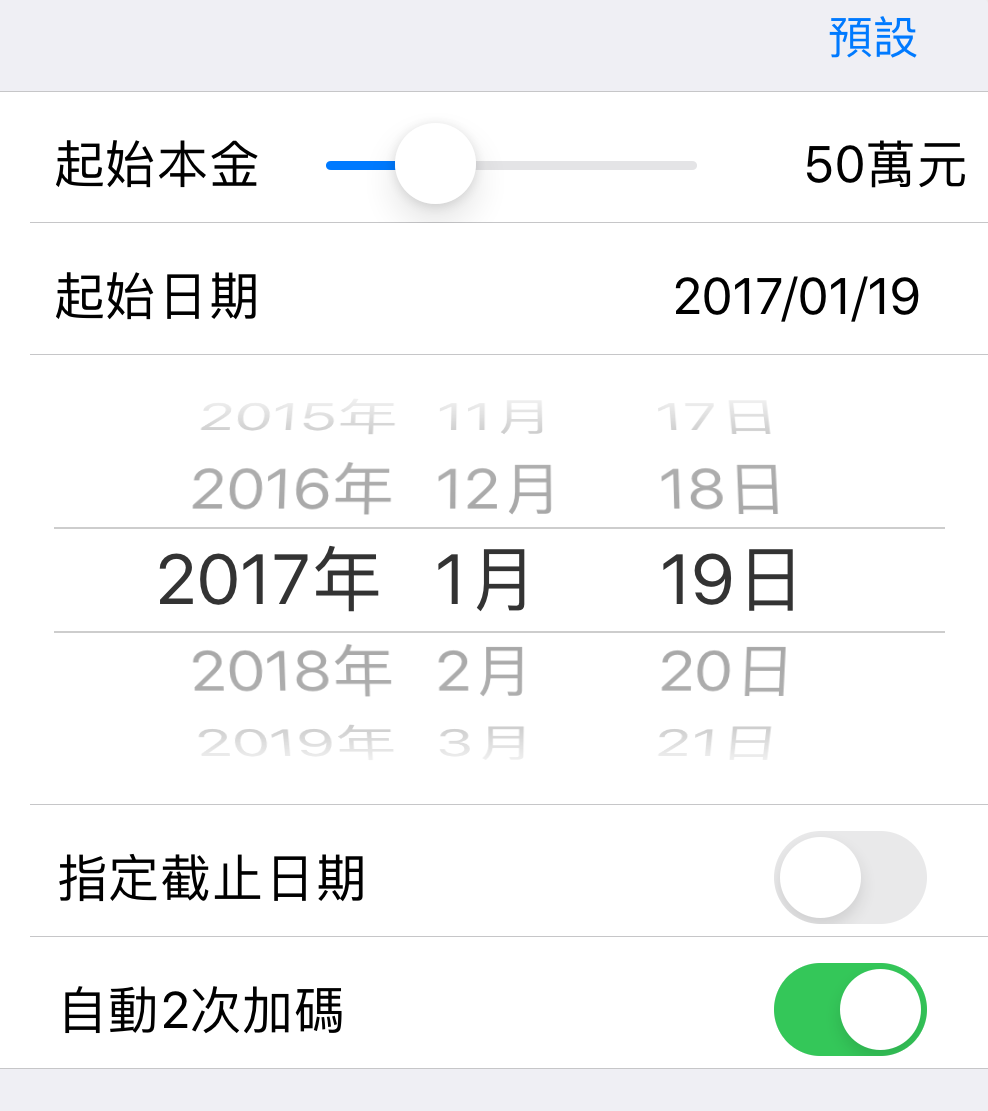 預設
起始本金 50萬元
起始日期 2017/01/19
2015年 11月 17日
2016年 12月 18日
2017年 1月 19日
2018年 2月 20日
2019年 3月 21日
指定截止日期
自動2次加碼